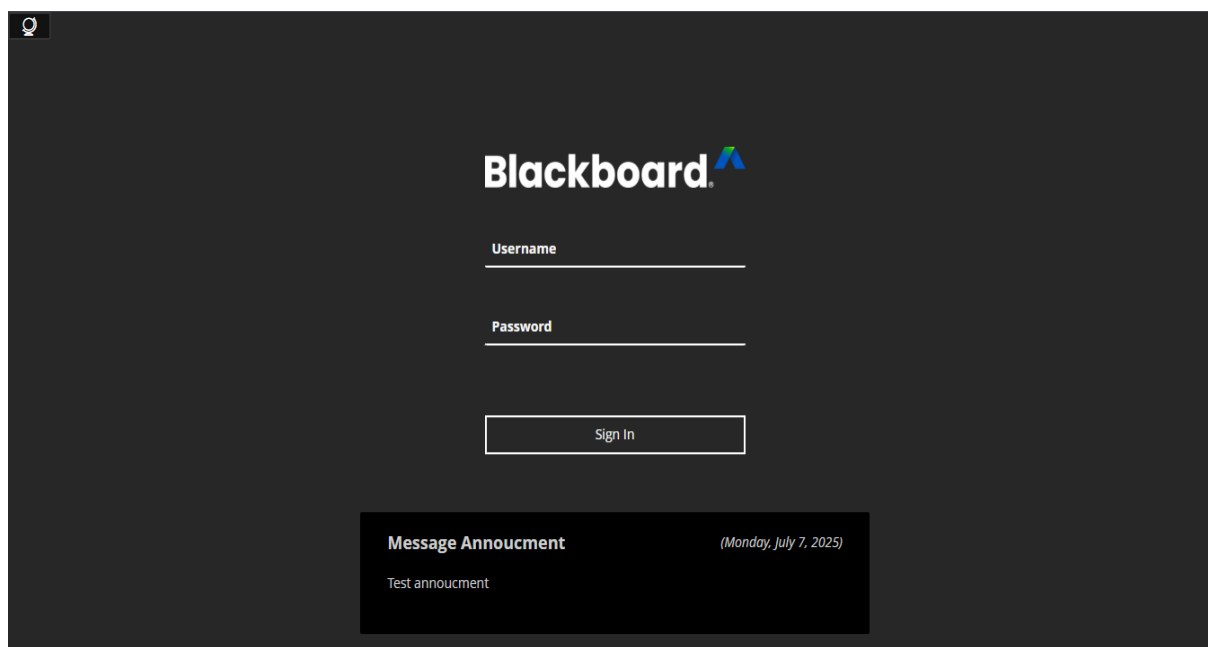 Blackboard®
Username
Password
Sign In
Message Annoucment
(Monday, July 7, 2025)
Test annoucment